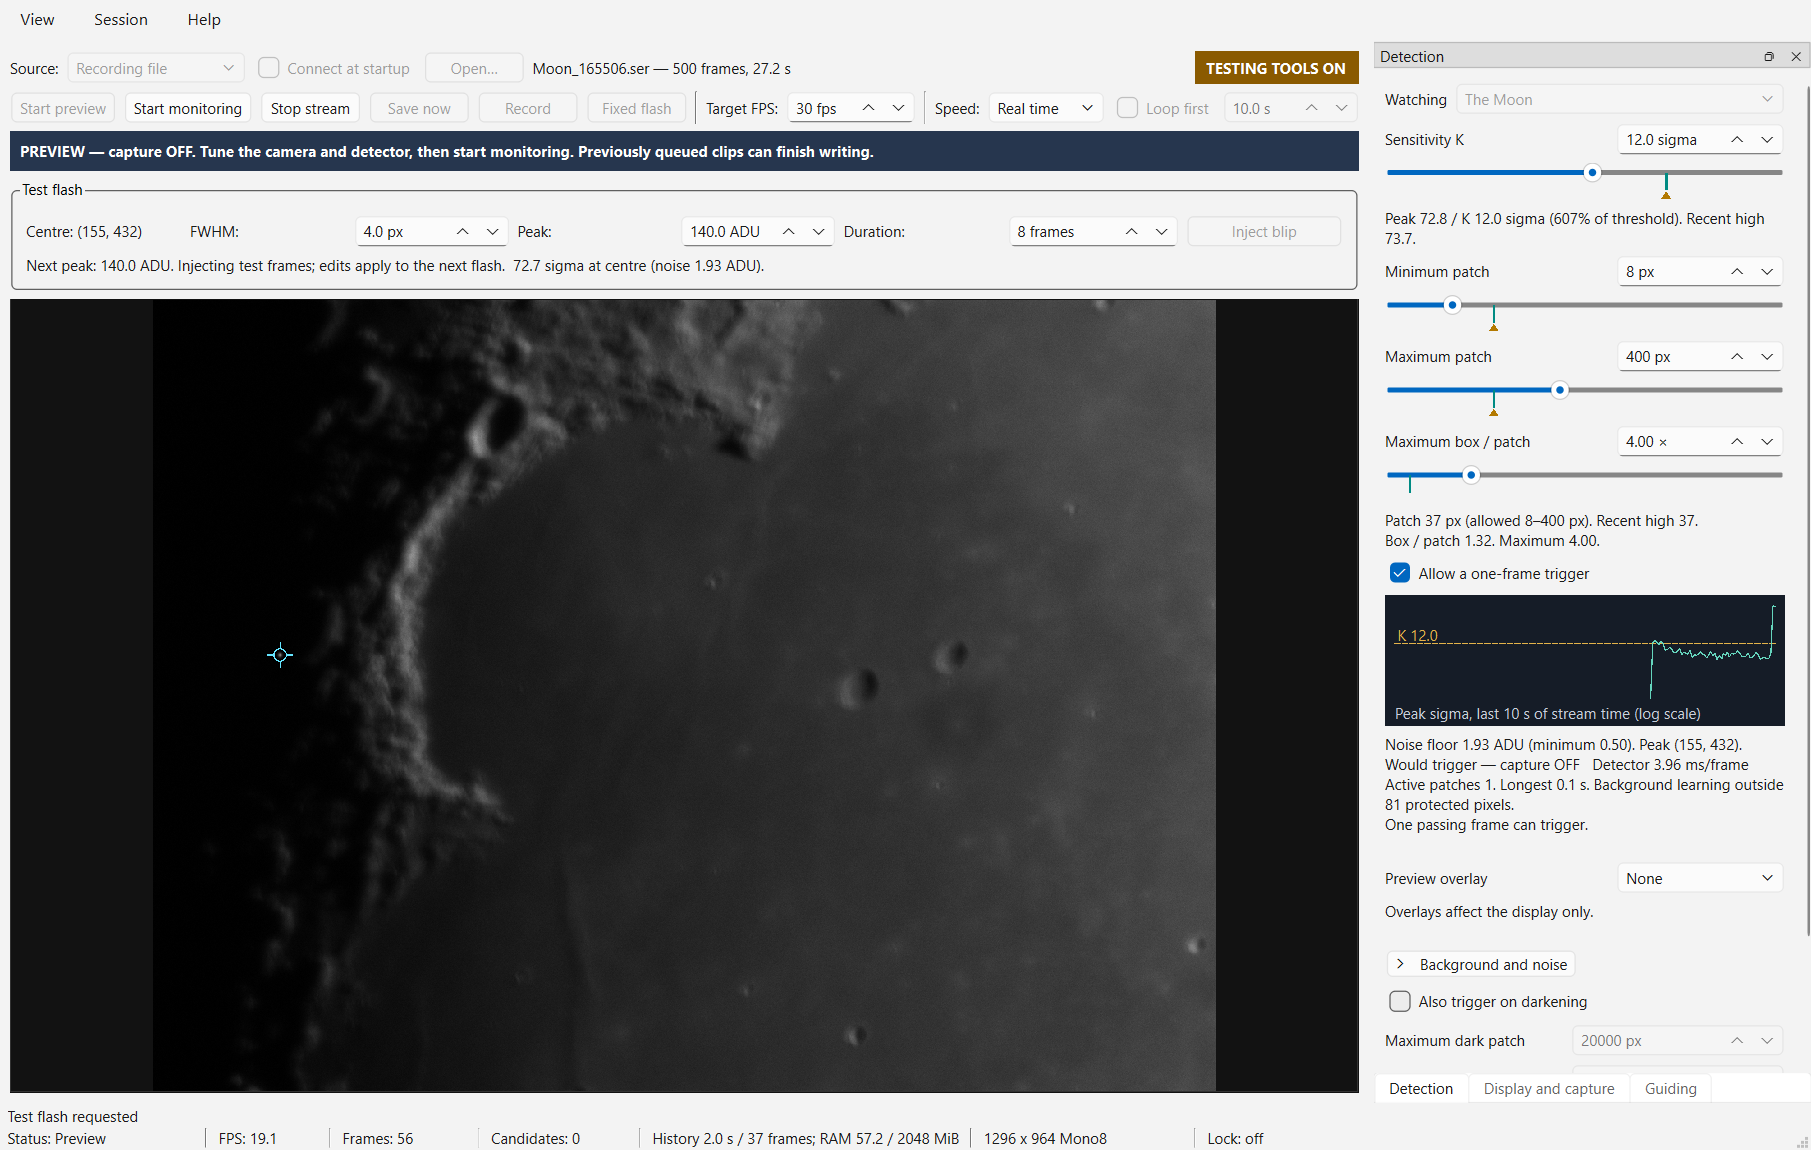 View Session Help
Source: Recording file Connect at startup Open... Moon_165506.ser — 500 frames, 27.2 s TESTING TOOLS ON
Start preview Start monitoring Stop stream Save now Record Fixed flash Target FPS: 30 fps Speed: Real time Loop first 10.0 s
PREVIEW — capture OFF. Tune the camera and detector, then start monitoring. Previously queued clips can finish writing.
Test flash
Centre: (155, 432) FWHM: 4.0 px Peak: 140.0 ADU Duration: 8 frames Inject blip
Next peak: 140.0 ADU. Injecting test frames; edits apply to the next flash. 72.7 sigma at centre (noise 1.93 ADU).
Detection
Watching The Moon
Sensitivity K 12.0 sigma
Peak 72.8 / K 12.0 sigma (607% of threshold). Recent high
73.7.
Minimum patch 8 px
Maximum patch 400 px
Maximum box / patch 4.00 ×
Patch 37 px (allowed 8–400 px). Recent high 37.
Box / patch 1.32. Maximum 4.00.
Allow a one-frame trigger
K 12.0
Peak sigma, last 10 s of stream time (log scale)
Noise floor 1.93 ADU (minimum 0.50). Peak (155, 432).
Would trigger — capture OFF Detector 3.96 ms/frame
Active patches 1. Longest 0.1 s. Background learning outside
81 protected pixels.
One passing frame can trigger.
Preview overlay None
Overlays affect the display only.
Background and noise
Also trigger on darkening
Maximum dark patch 20000 px
Detection Display and capture Guiding
Test flash requested
Status: Preview FPS: 19.1 Frames: 56 Candidates: 0 History 2.0 s / 37 frames; RAM 57.2 / 2048 MiB 1296 x 964 Mono8 Lock: off